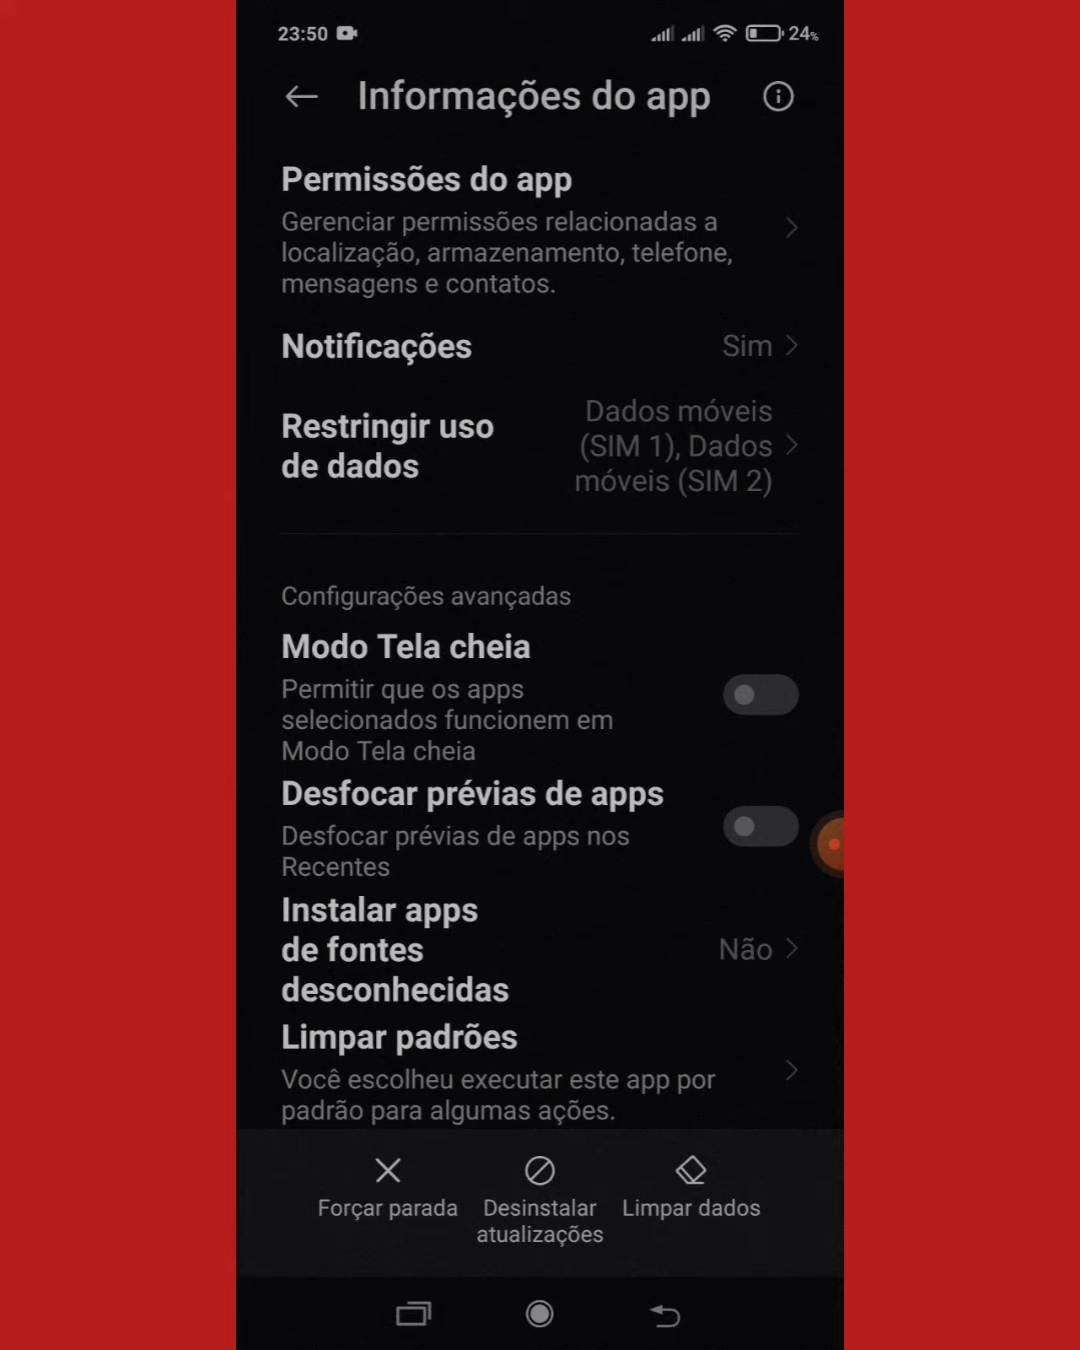 23:50
24%
Informações do app
Permissões do app
Gerenciar permissões relacionadas a
localização, armazenamento, telefone,
mensagens e contatos.
Notificações
Sim
Restringir uso
de dados
Dados móveis
(SIM 1), Dados
móveis (SIM 2)
Configurações avançadas
Modo Tela cheia
Permitir que os apps
selecionados funcionem em
Modo Tela cheia
Desfocar prévias de apps
Desfocar prévias de apps nos
Recentes
Instalar apps
de fontes
desconhecidas
Não
Limpar padrões
Você escolheu executar este app por
padrão para algumas ações.
Forçar parada
Desinstalar
atualizações
Limpar dados